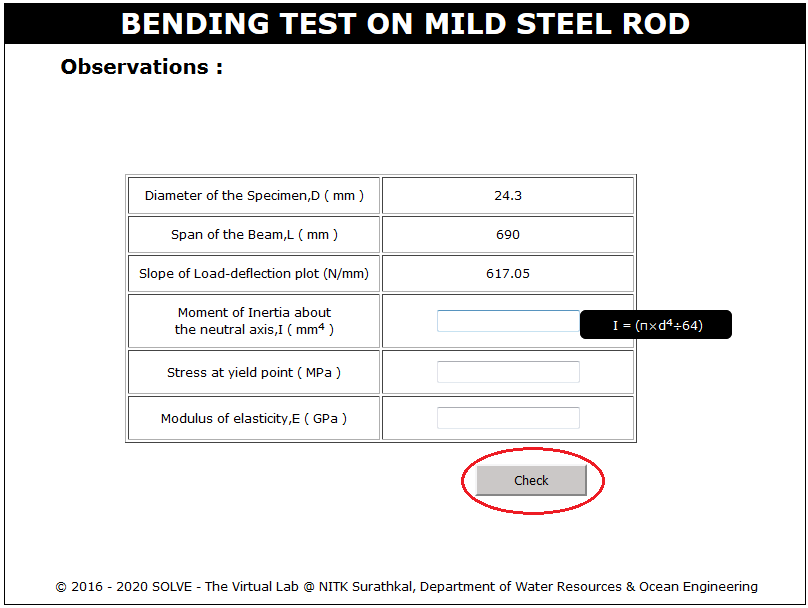 BENDING TEST ON MILD STEEL ROD
Observations :
Diameter of the Specimen,D ( mm ) 24.3
Span of the Beam,L ( mm ) 690
Slope of Load-deflection plot (N/mm) 617.05
Moment of Inertia about
the neutral axis,I ( mm⁴ )
I = (п×d⁴÷64)
Stress at yield point ( MPa )
Modulus of elasticity,E ( GPa )
Check
© 2016 - 2020 SOLVE - The Virtual Lab @ NITK Surathkal, Department of Water Resources & Ocean Engineering